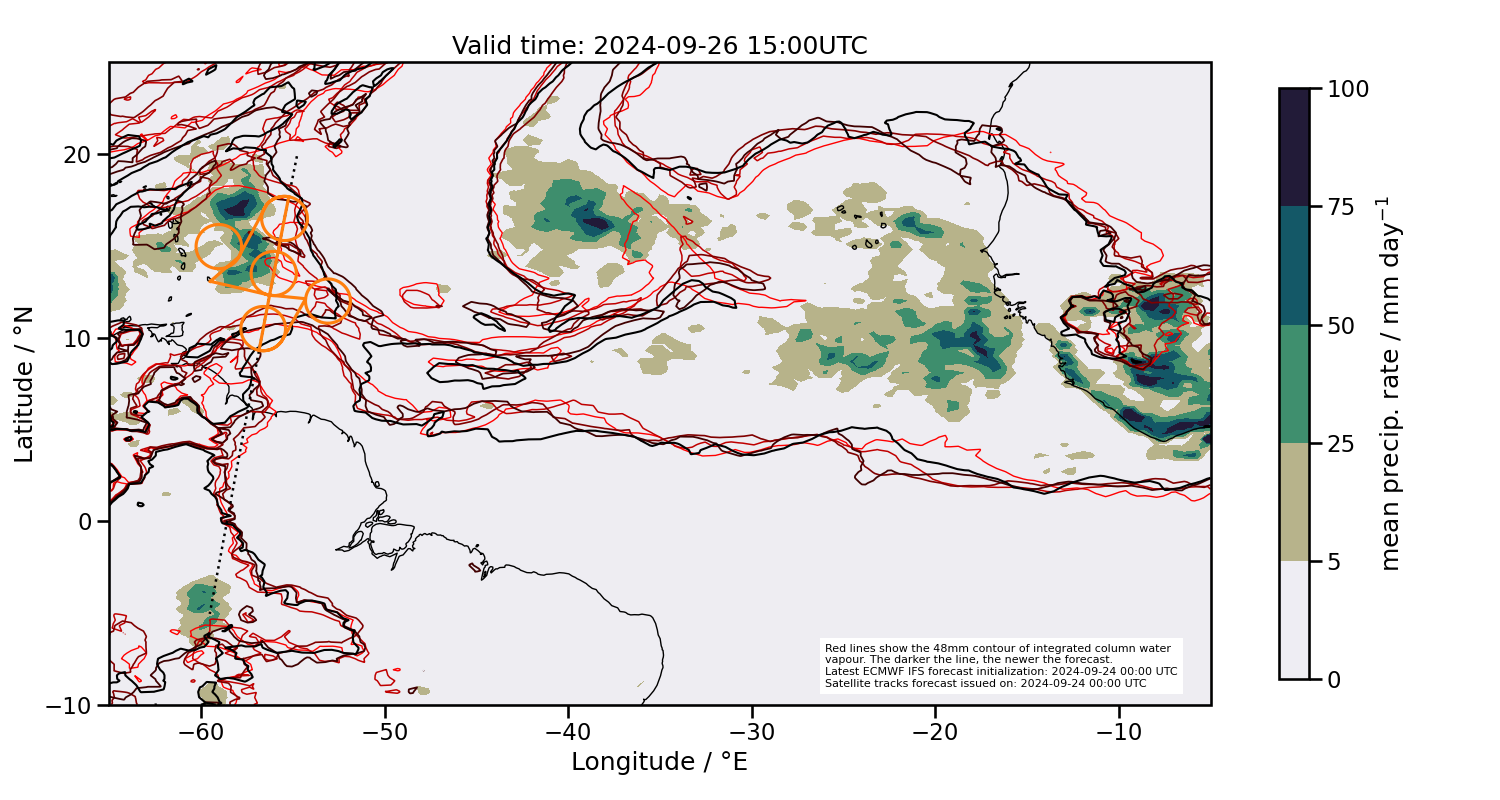 Valid time: 2024-09-26 15:00UTC
Latitude / °N
20
10
0
−10
−60
−50
−40
−30
−20
−10
Longitude / °E
Red lines show the 48mm contour of integrated column water
vapour. The darker the line, the newer the forecast.
Latest ECMWF IFS forecast initialization: 2024-09-24 00:00 UTC
Satellite tracks forecast issued on: 2024-09-24 00:00 UTC
100
75
50
25
5
0
mean precip. rate / mm day⁻¹